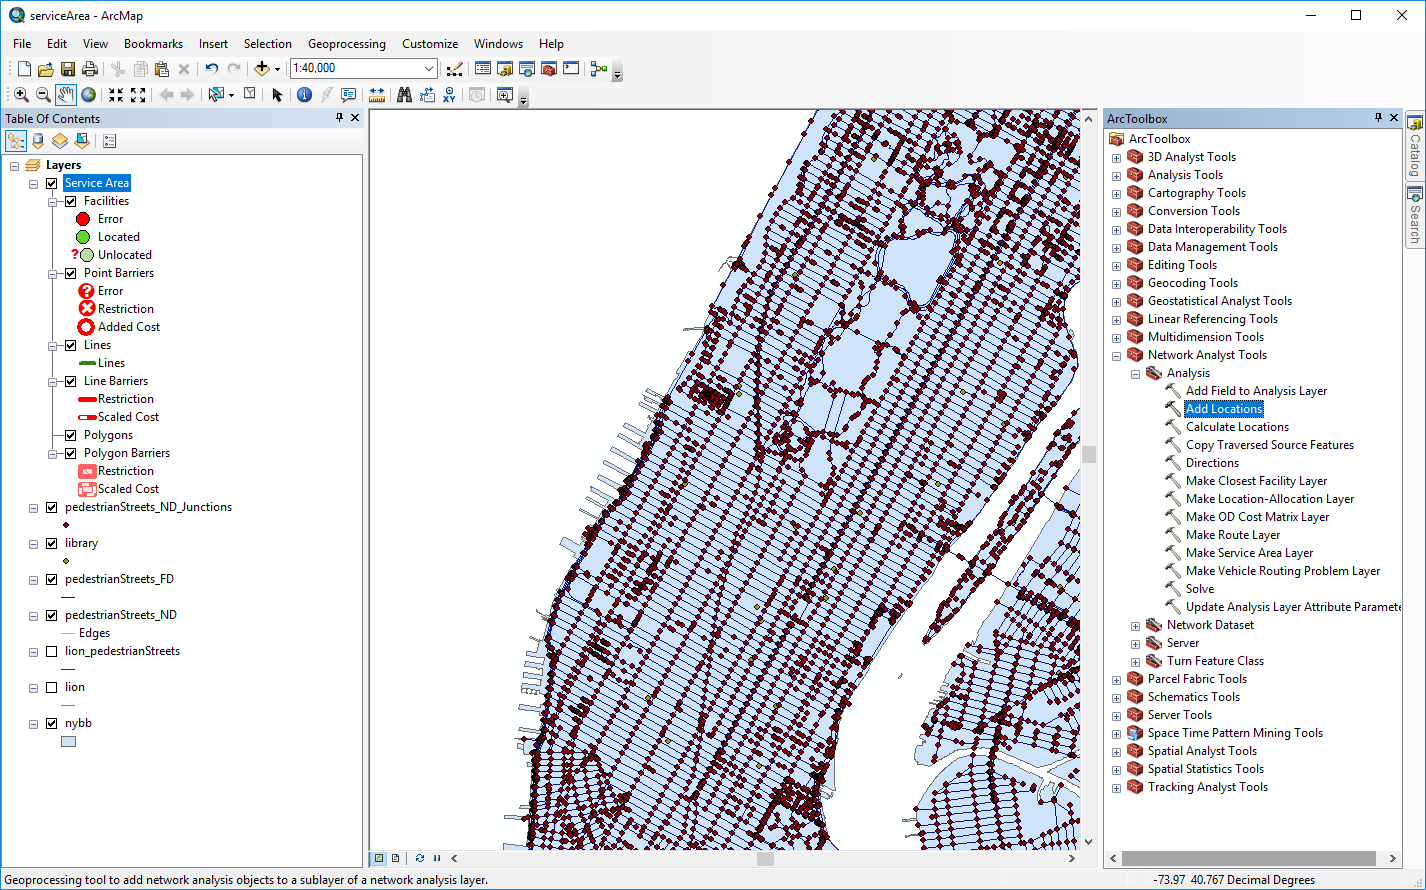 serviceArea - ArcMap
File Edit View Bookmarks Insert Selection Geoprocessing Customize Windows Help
1:40,000
Table Of Contents
Layers
Service Area
Facilities
Error
Located
? Unlocated
Point Barriers
? Error
Restriction
Added Cost
Lines
Lines
Line Barriers
Restriction
Scaled Cost
Polygons
Polygon Barriers
Restriction
Scaled Cost
pedestrianStreets_ND_Junctions
library
pedestrianStreets_FD
pedestrianStreets_ND
Edges
lion_pedestrianStreets
lion
nybb
ArcToolbox
ArcToolbox
3D Analyst Tools
Analysis Tools
Cartography Tools
Conversion Tools
Data Interoperability Tools
Data Management Tools
Editing Tools
Geocoding Tools
Geostatistical Analyst Tools
Linear Referencing Tools
Multidimension Tools
Network Analyst Tools
Analysis
Add Field to Analysis Layer
Add Locations
Calculate Locations
Copy Traversed Source Features
Directions
Make Closest Facility Layer
Make Location-Allocation Layer
Make OD Cost Matrix Layer
Make Route Layer
Make Service Area Layer
Make Vehicle Routing Problem Layer
Solve
Update Analysis Layer Attribute Paramete
Network Dataset
Server
Turn Feature Class
Parcel Fabric Tools
Schematics Tools
Server Tools
Space Time Pattern Mining Tools
Spatial Analyst Tools
Spatial Statistics Tools
Tracking Analyst Tools
Catalog
Search
Geoprocessing tool to add network analysis objects to a sublayer of a network analysis layer.
-73.97 40.767 Decimal Degrees